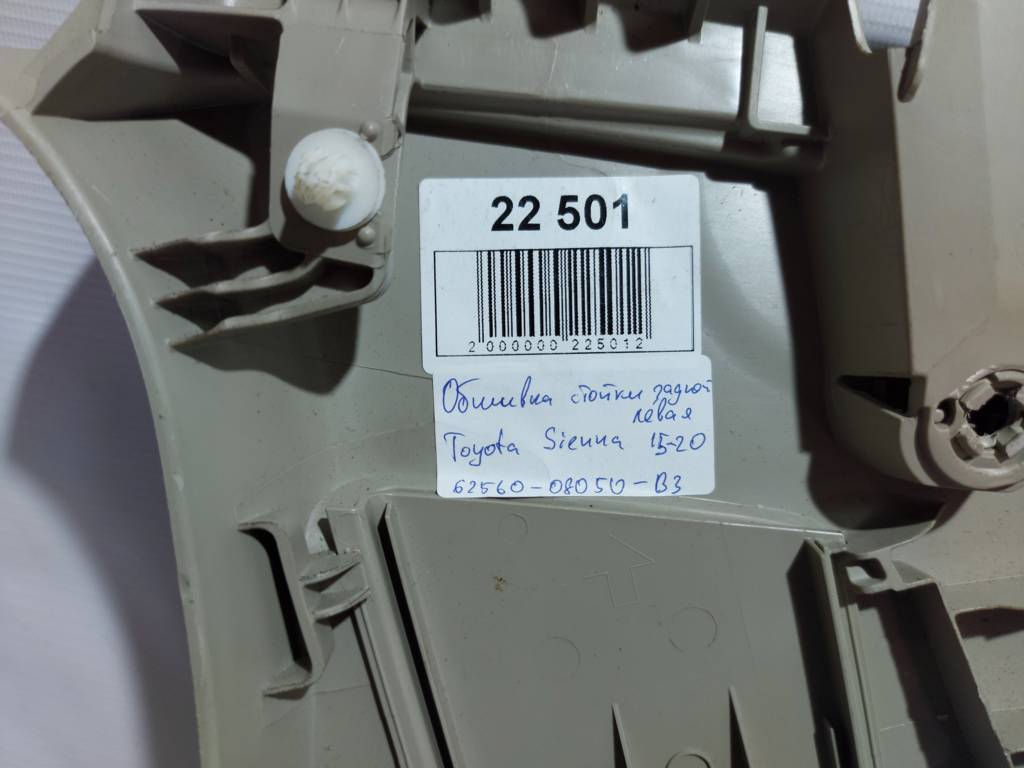 22 501
2 000000 225012
Обшивка стойки задней
левая
Toyota Sienna 15-20
62560-08050-B3